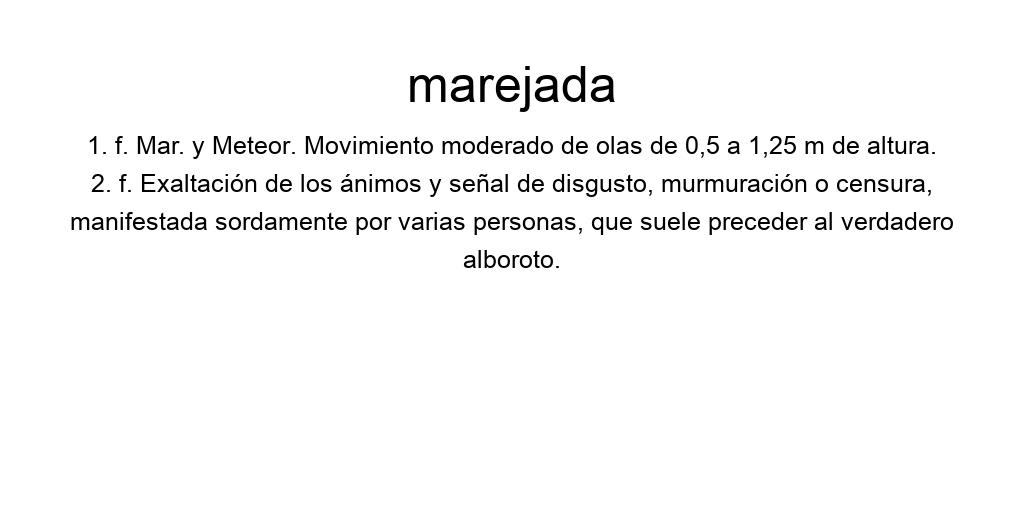 marejada
1. f. Mar. y Meteor. Movimiento moderado de olas de 0,5 a 1,25 m de altura.
2. f. Exaltación de los ánimos y señal de disgusto, murmuración o censura,
manifestada sordamente por varias personas, que suele preceder al verdadero
alboroto.